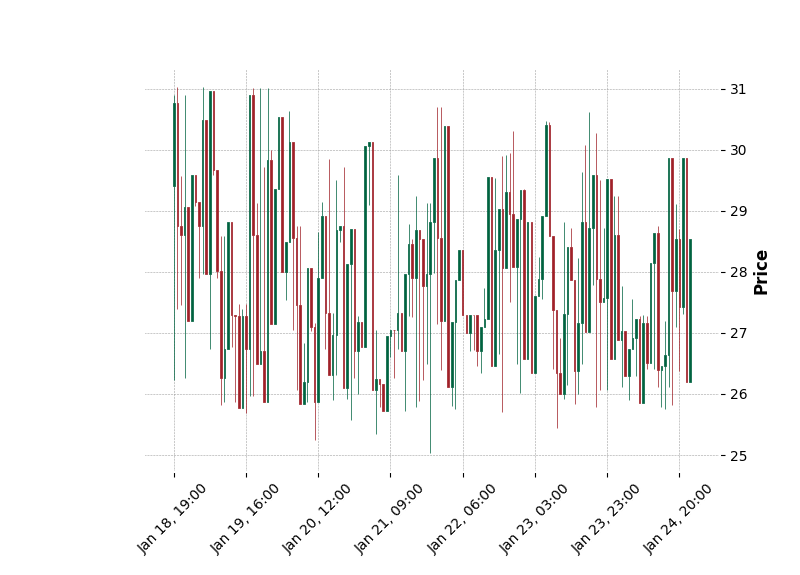 31
30
29
28
27
26
25
Price
Jan 18, 19:00
Jan 19, 16:00
Jan 20, 12:00
Jan 21, 09:00
Jan 22, 06:00
Jan 23, 03:00
Jan 23, 23:00
Jan 24, 20:00